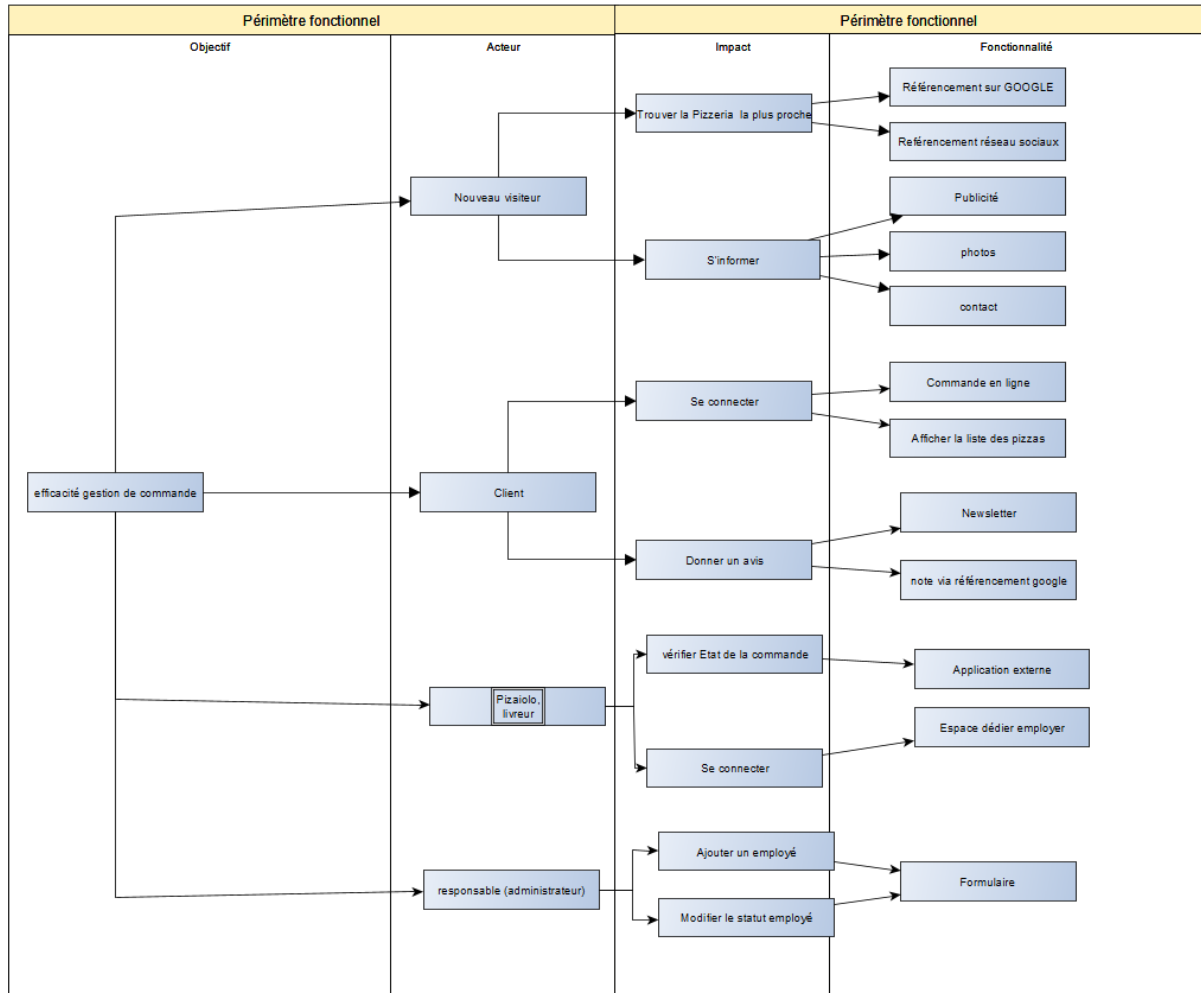 Périmètre fonctionnel
Périmètre fonctionnel
Objectif
Acteur
Impact
Fonctionnalité
Référencement sur GOOGLE
Trouver la Pizzeria la plus proche
Reférencement réseau sociaux
Nouveau visiteur
Publicité
S'informer
photos
contact
Se connecter
Commande en ligne
Afficher la liste des pizzas
efficacité gestion de commande
Client
Newsletter
Donner un avis
note via référencement google
vérifier Etat de la commande
Application externe
Pizaiolo,
livreur
Espace dédier employer
Se connecter
Ajouter un employé
responsable (administrateur)
Formulaire
Modifier le statut employé